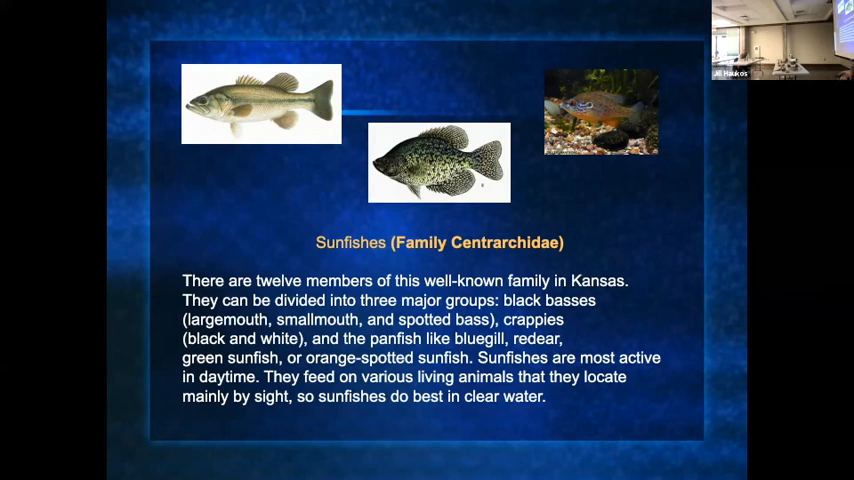 Jill Haukos
Sunfishes (Family Centrarchidae)
There are twelve members of this well-known family in Kansas.
They can be divided into three major groups: black basses
(largemouth, smallmouth, and spotted bass), crappies
(black and white), and the panfish like bluegill, redear,
green sunfish, or orange-spotted sunfish. Sunfishes are most active
in daytime. They feed on various living animals that they locate
mainly by sight, so sunfishes do best in clear water.